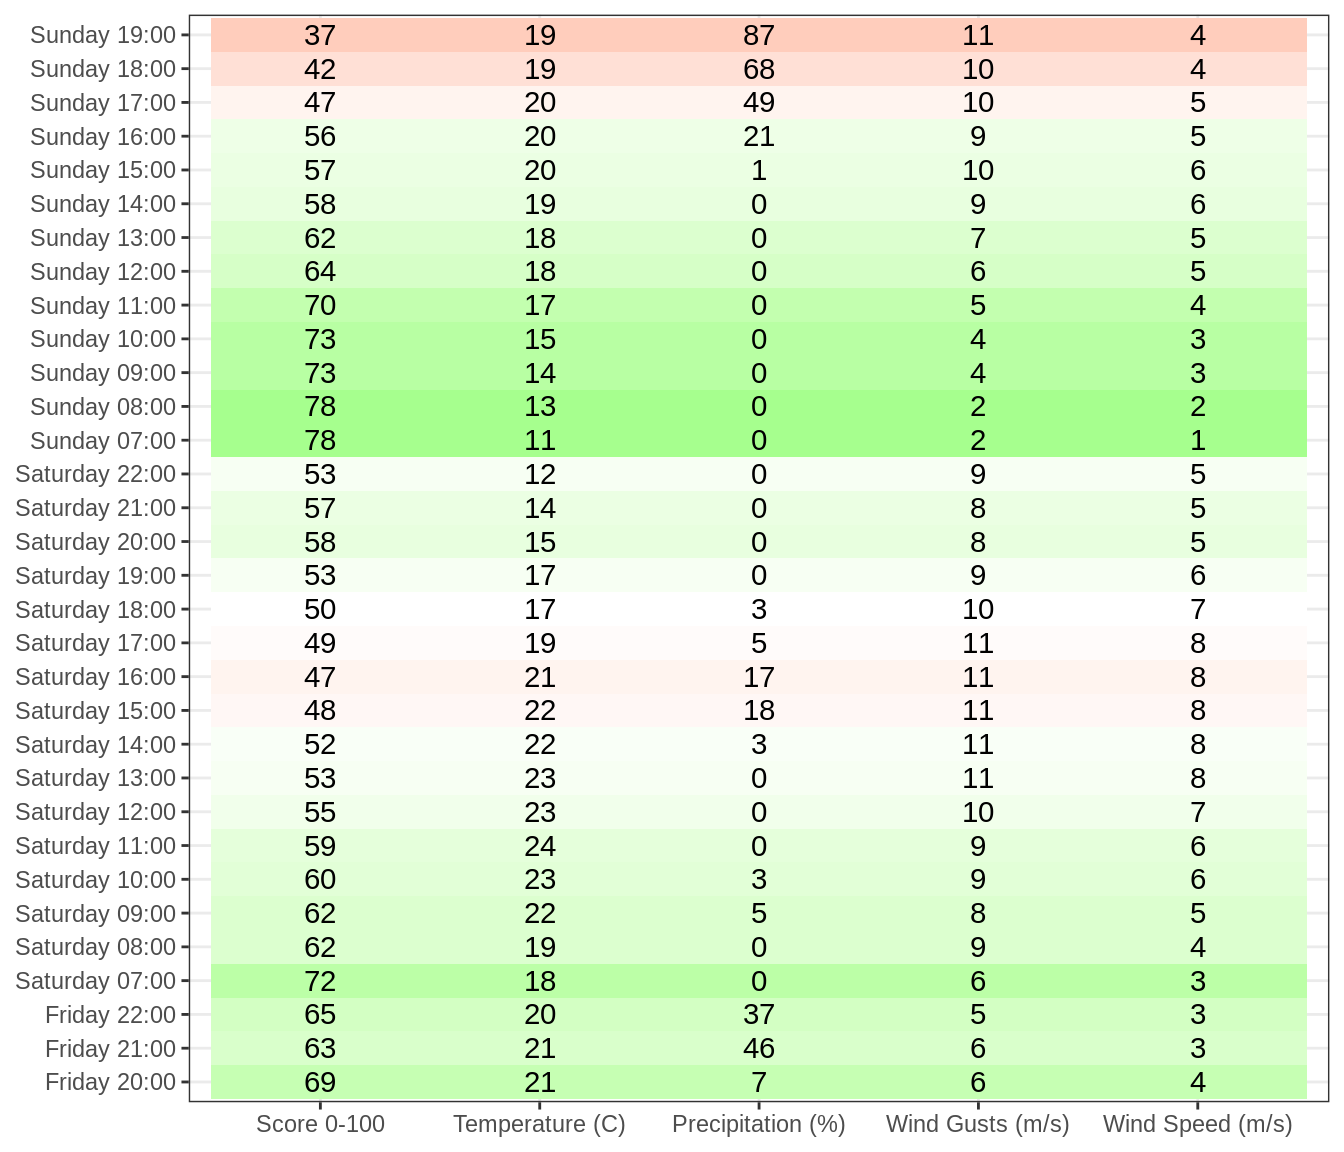 Sunday 19:00 37 19 87 11 4
Sunday 18:00 42 19 68 10 4
Sunday 17:00 47 20 49 10 5
Sunday 16:00 56 20 21 9 5
Sunday 15:00 57 20 1 10 6
Sunday 14:00 58 19 0 9 6
Sunday 13:00 62 18 0 7 5
Sunday 12:00 64 18 0 6 5
Sunday 11:00 70 17 0 5 4
Sunday 10:00 73 15 0 4 3
Sunday 09:00 73 14 0 4 3
Sunday 08:00 78 13 0 2 2
Sunday 07:00 78 11 0 2 1
Saturday 22:00 53 12 0 9 5
Saturday 21:00 57 14 0 8 5
Saturday 20:00 58 15 0 8 5
Saturday 19:00 53 17 0 9 6
Saturday 18:00 50 17 3 10 7
Saturday 17:00 49 19 5 11 8
Saturday 16:00 47 21 17 11 8
Saturday 15:00 48 22 18 11 8
Saturday 14:00 52 22 3 11 8
Saturday 13:00 53 23 0 11 8
Saturday 12:00 55 23 0 10 7
Saturday 11:00 59 24 0 9 6
Saturday 10:00 60 23 3 9 6
Saturday 09:00 62 22 5 8 5
Saturday 08:00 62 19 0 9 4
Saturday 07:00 72 18 0 6 3
Friday 22:00 65 20 37 5 3
Friday 21:00 63 21 46 6 3
Friday 20:00 69 21 7 6 4
Score 0-100 Temperature (C) Precipitation (%) Wind Gusts (m/s) Wind Speed (m/s)